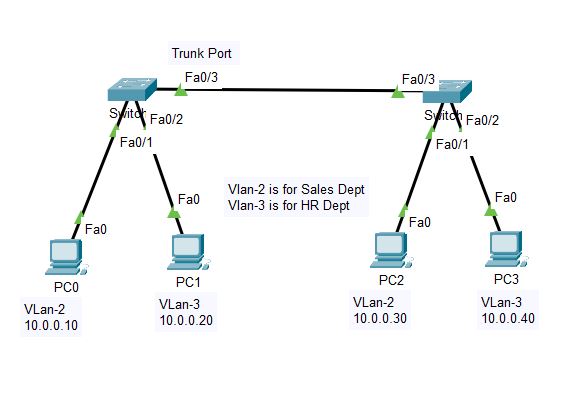 Trunk Port
Fa0/3
Fa0/3
Switch
Fa0/2
Fa0/1
Switch
Fa0/2
Fa0/1
Vlan-2 is for Sales Dept
Vlan-3 is for HR Dept
Fa0
Fa0
Fa0
Fa0
PC0
PC1
PC2
PC3
VLan-2
10.0.0.10
VLan-3
10.0.0.20
VLan-2
10.0.0.30
VLan-3
10.0.0.40